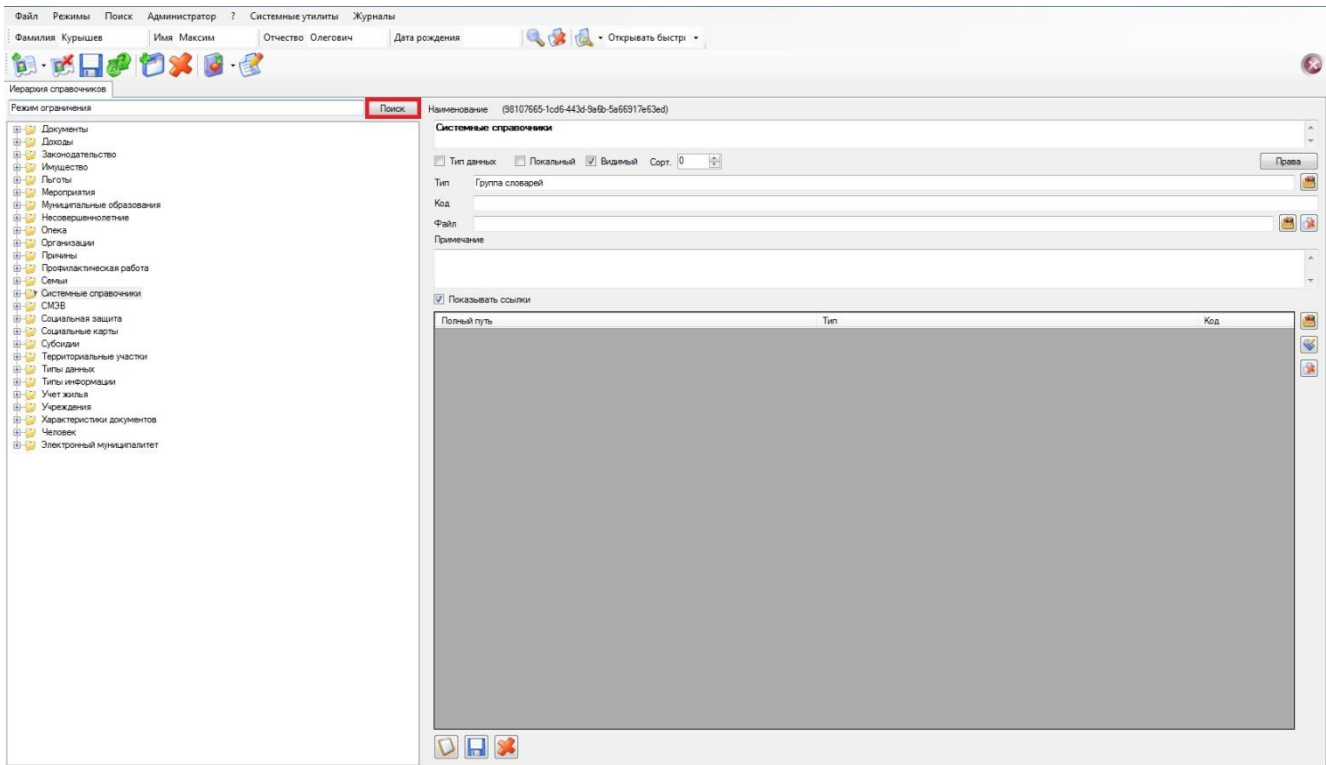 Файл Режимы Поиск Администратор ? Системные утилиты Журналы
Фамилия Курышев Имя Максим Отчество Олегович Дата рождения Открывать быстрі
Иерархия справочников
Режим ограничения Поиск
Наименование (98107665-1cd6-443d-9a6b-5a66917e63ed)
Системные справочники
Тип данных Локальный Видимый Сорт. 0 Права
Тип Группа словарей
Код
Файл
Примечание
Показывать ссылки
Полный путь Тип Код
Документы
Доходы
Законодательство
Имущество
Льготы
Мероприятия
Муниципальные образования
Несовершеннолетние
Опека
Организации
Причины
Профилактическая работа
Семьи
Системные справочники
СМЭВ
Социальная защита
Социальные карты
Субсидии
Территориальные участки
Типы данных
Типы информации
Учет жилья
Учреждения
Характеристики документов
Человек
Электронный муниципалитет